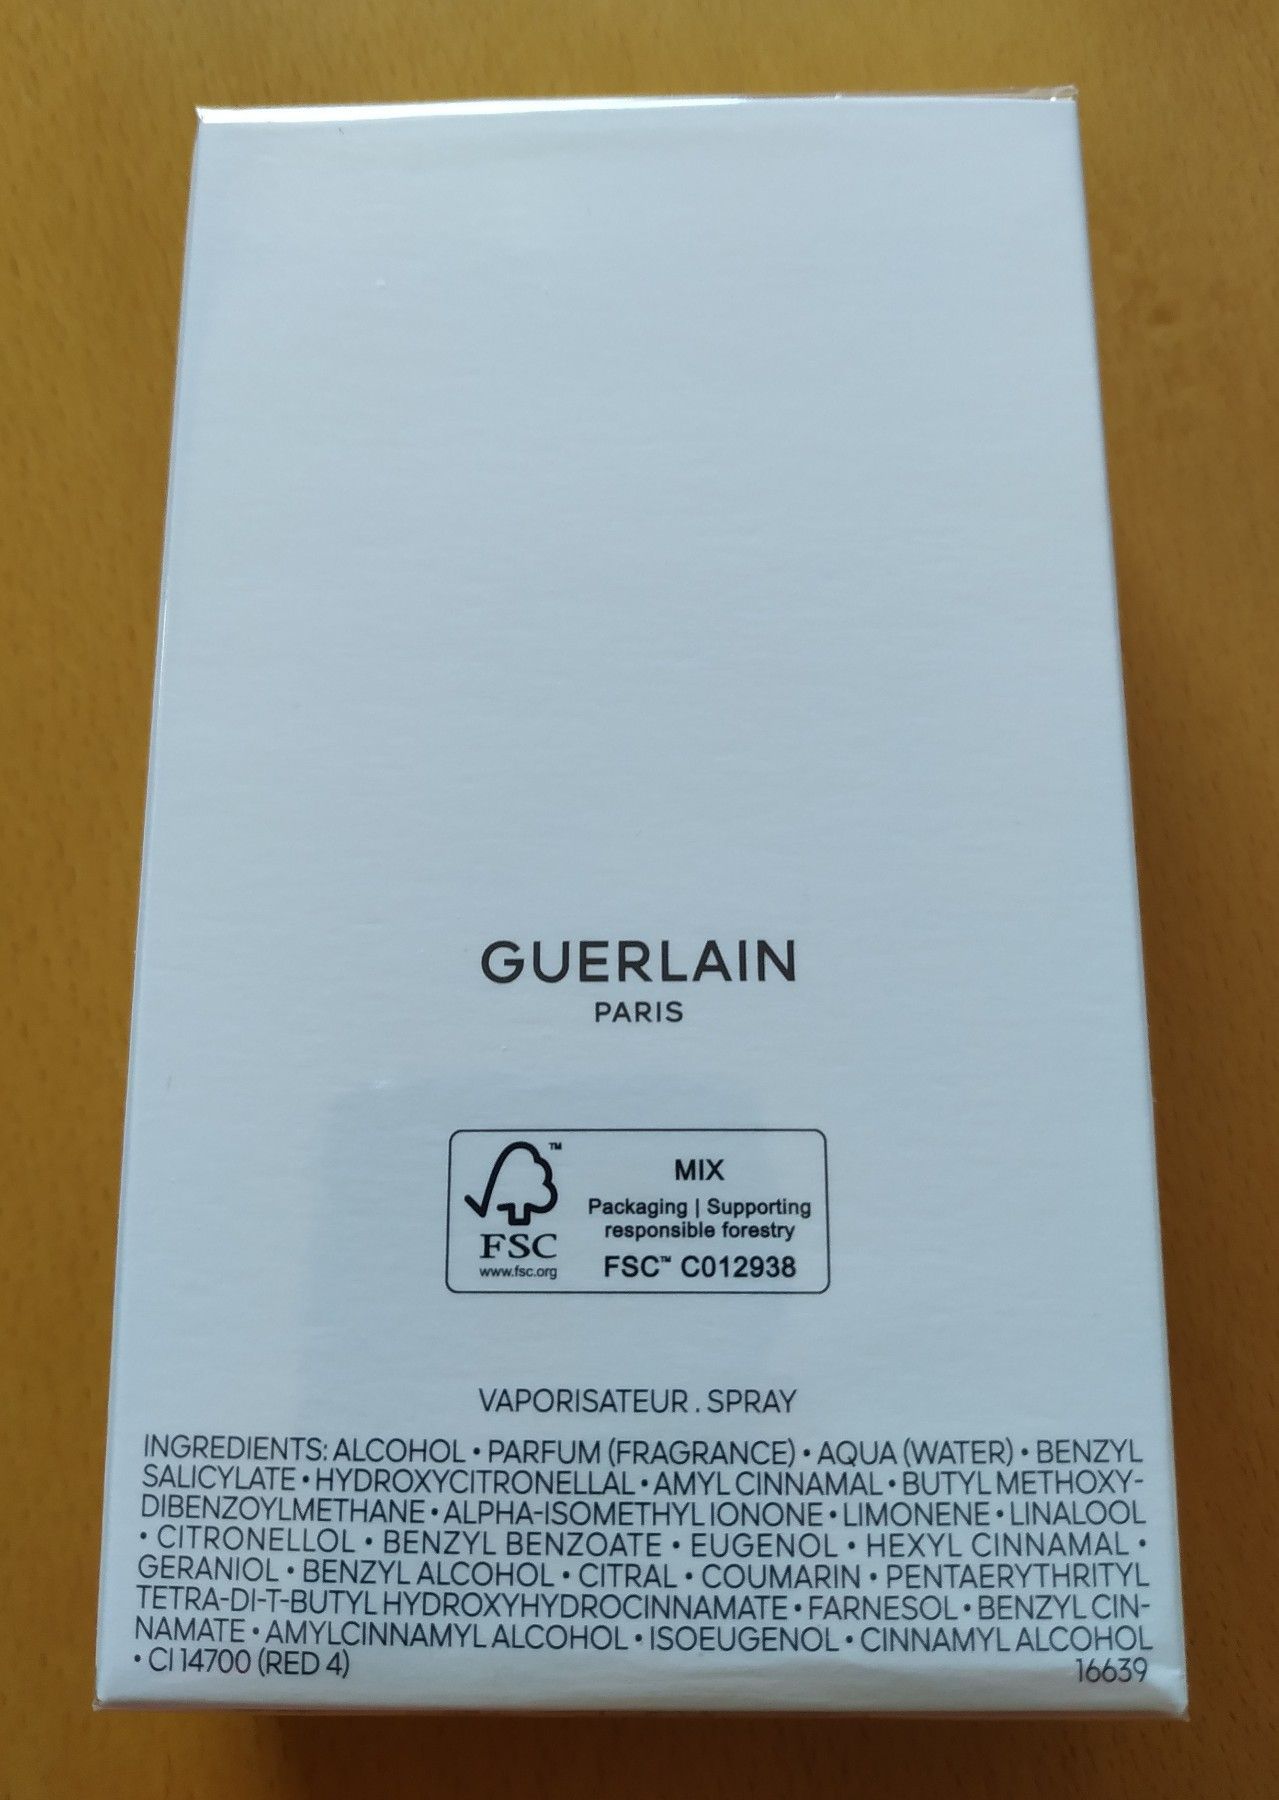 GUERLAIN
PARIS
™
FSC
www.fsc.org
MIX
Packaging | Supporting
responsible forestry
FSC™ C012938
VAPORISATEUR . SPRAY
INGREDIENTS: ALCOHOL • PARFUM (FRAGRANCE) • AQUA (WATER) • BENZYL
SALICYLATE • HYDROXYCITRONELLAL • AMYL CINNAMAL • BUTYL METHOXY-
DIBENZOYLMETHANE • ALPHA-ISOMETHYL IONONE • LIMONENE • LINALOOL
• CITRONELLOL • BENZYL BENZOATE • EUGENOL • HEXYL CINNAMAL •
GERANIOL • BENZYL ALCOHOL • CITRAL • COUMARIN • PENTAERYTHRITYL
TETRA-DI-T-BUTYL HYDROXYHYDROCINNAMATE • FARNESOL • BENZYL CIN-
NAMATE • AMYLCINNAMYL ALCOHOL • ISOEUGENOL • CINNAMYL ALCOHOL
• CI 14700 (RED 4)
16639